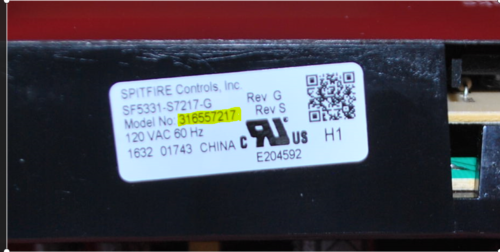 SPITFIRE Controls, Inc.
SF5331-S7217-G Rev G
Model No. 316557217 Rev S
120 VAC 60 Hz
1632 01743 CHINA C RU US H1
E204592